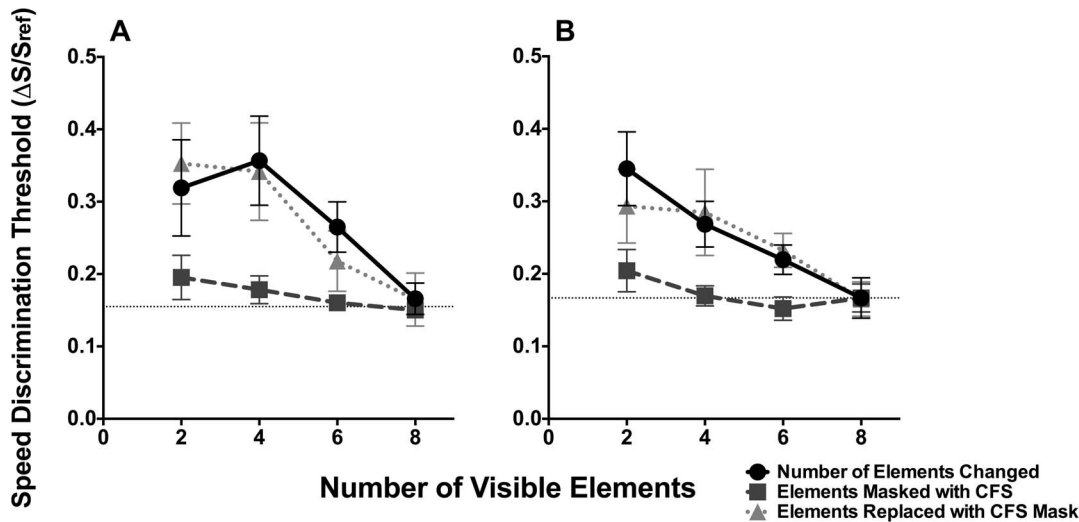 A
B
Speed Discrimination Threshold (ΔS/Sref)
0.5
0.4
0.3
0.2
0.1
0.0
0 2 4 6 8
0.5
0.4
0.3
0.2
0.1
0.0
0 2 4 6 8
Number of Visible Elements
Number of Elements Changed
Elements Masked with CFS
Elements Replaced with CFS Mask